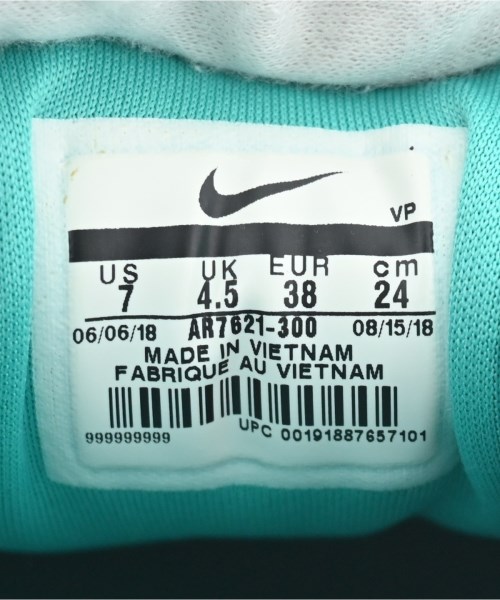 VP
US UK EUR cm
7 4.5 38 24
06/06/18 AR7621-300 08/15/18
MADE IN VIETNAM
FABRIQUE AU VIETNAM
999999999 UPC 00191887657101